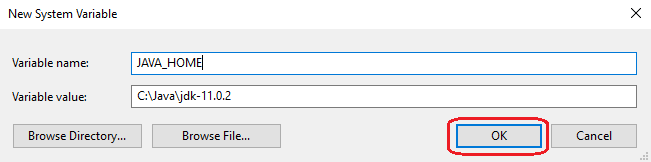 New System Variable
Variable name: JAVA_HOME
Variable value: C:\Java\jdk-11.0.2
Browse Directory... Browse File... OK Cancel